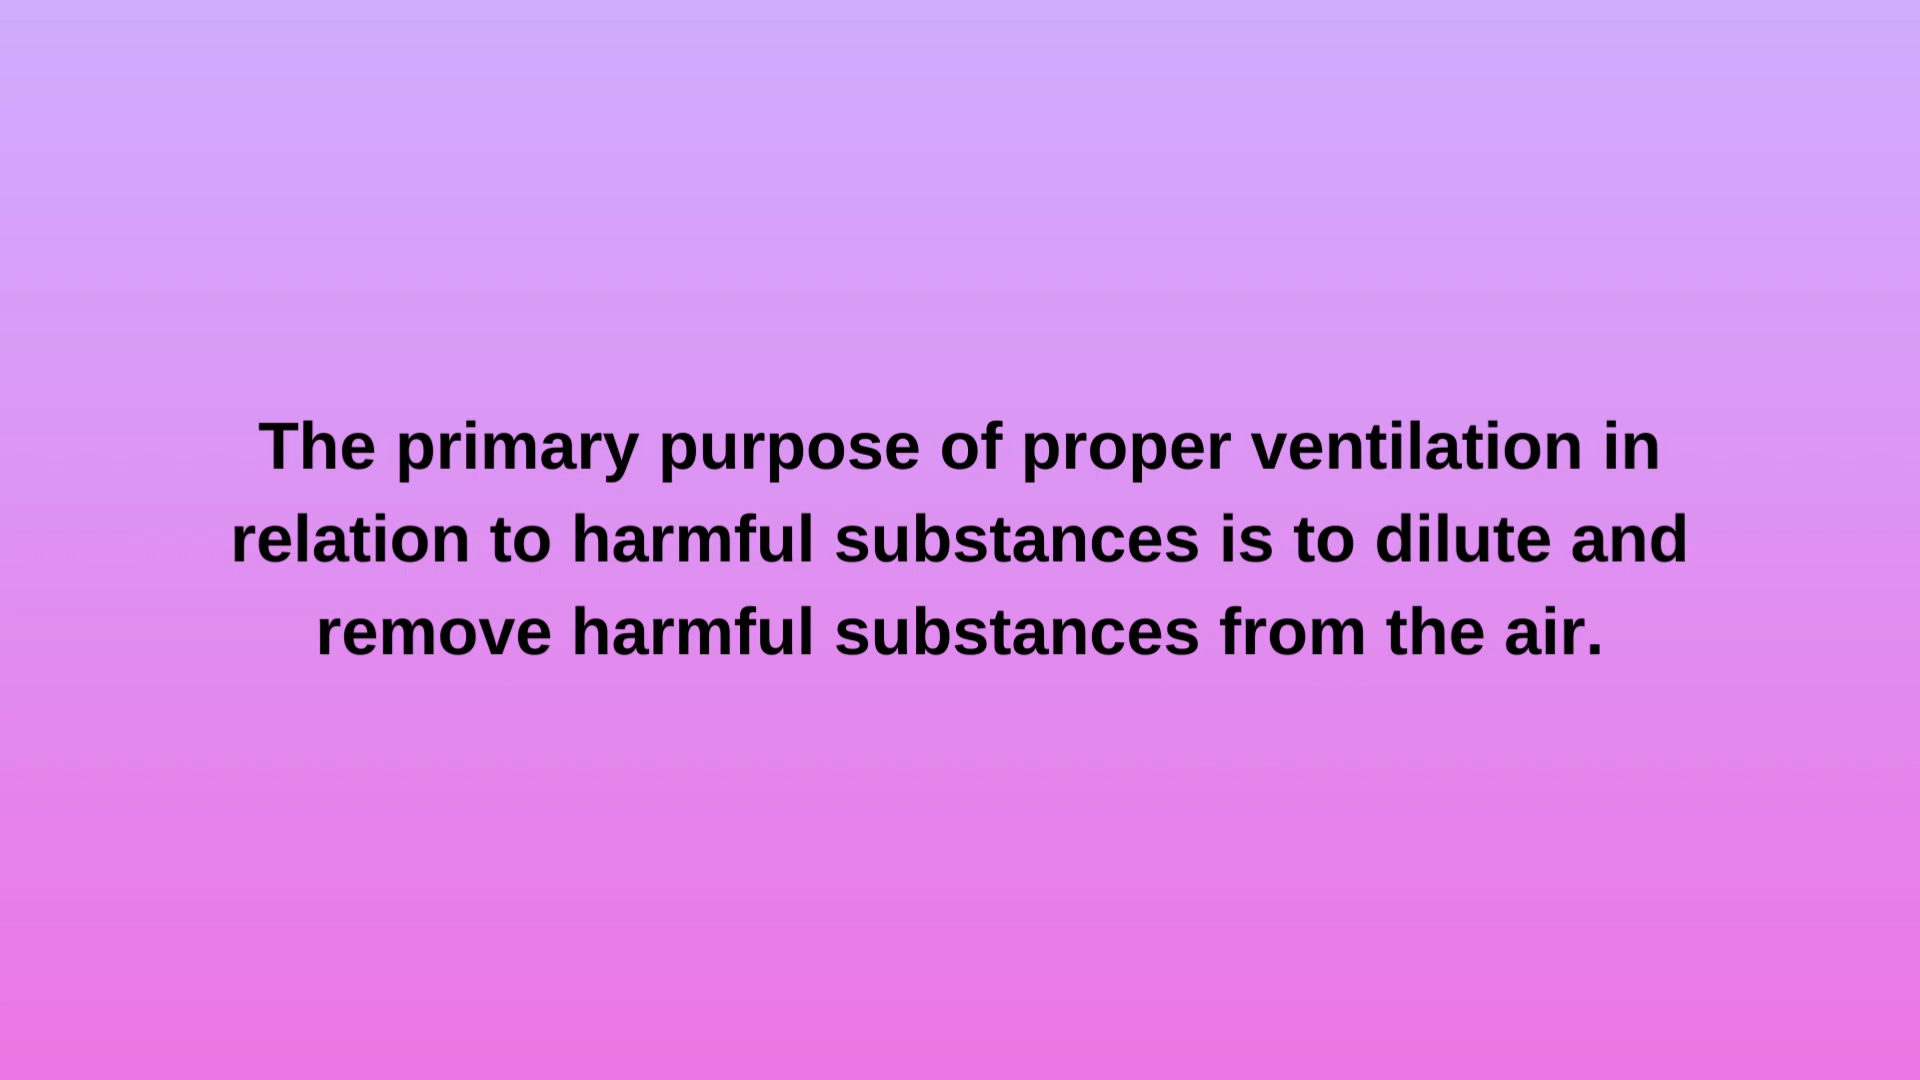 The primary purpose of proper ventilation in
relation to harmful substances is to dilute and
remove harmful substances from the air.